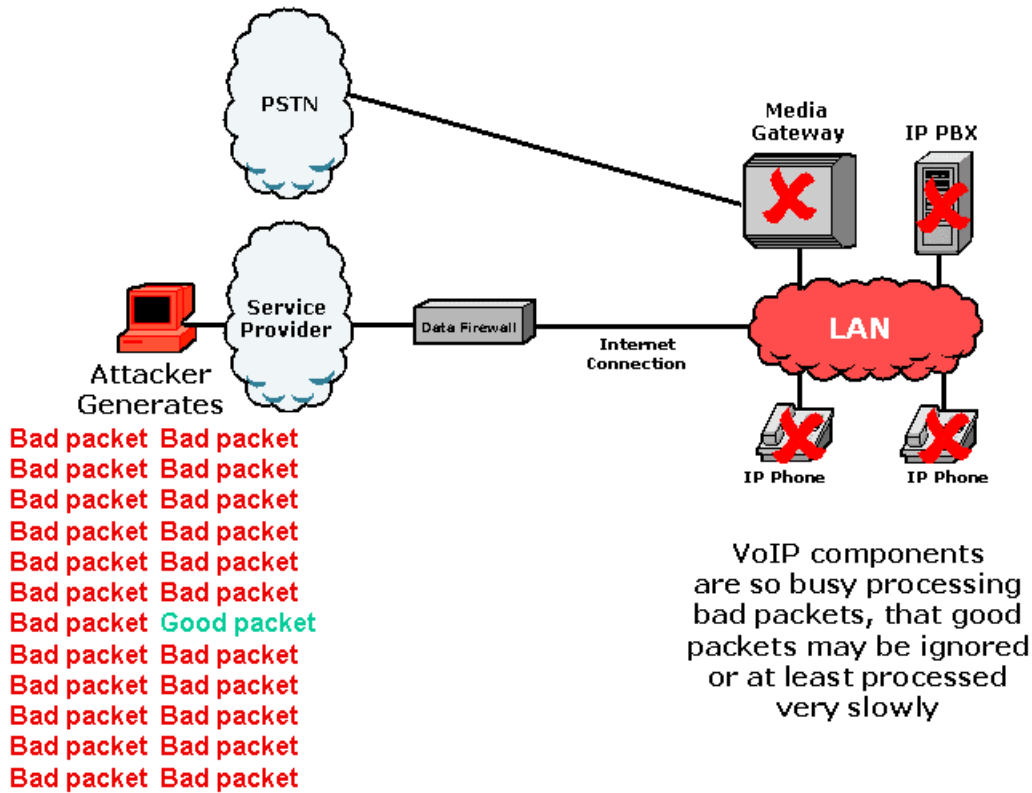 PSTN
Media
Gateway
IP PBX
Service
Provider
Data Firewall
Internet
Connection
LAN
Attacker
Generates
IP Phone
IP Phone
Bad packet Bad packet
Bad packet Bad packet
Bad packet Bad packet
Bad packet Bad packet
Bad packet Bad packet
Bad packet Bad packet
Bad packet Good packet
Bad packet Bad packet
Bad packet Bad packet
Bad packet Bad packet
Bad packet Bad packet
Bad packet Bad packet
VoIP components
are so busy processing
bad packets, that good
packets may be ignored
or at least processed
very slowly